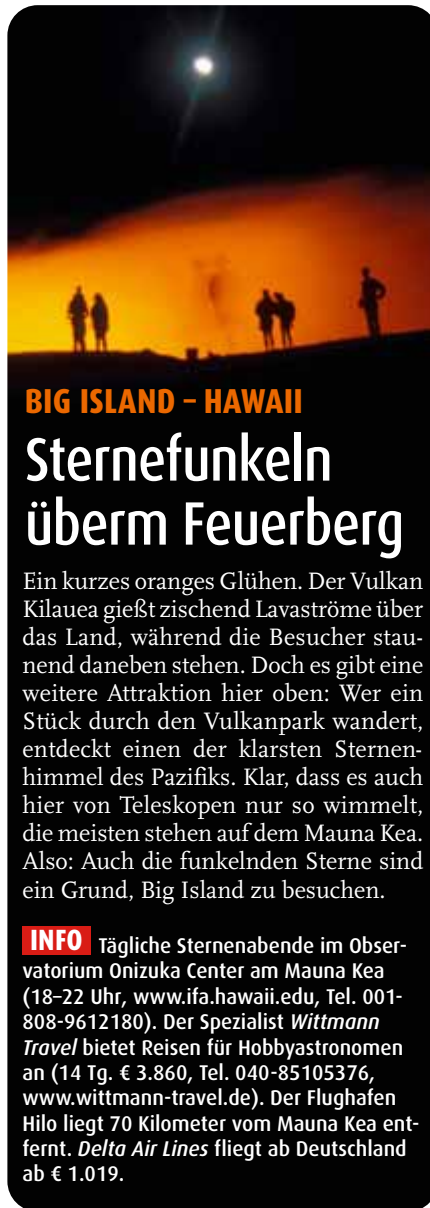 BIG ISLAND – HAWAII
Sternefunkeln
überm Feuerberg
Ein kurzes oranges Glühen. Der Vulkan
Kilauea gießt zischend Lavaströme über
das Land, während die Besucher stau-
nend daneben stehen. Doch es gibt eine
weitere Attraktion hier oben: Wer ein
Stück durch den Vulkanpark wandert,
entdeckt einen der klarsten Sternen-
himmel des Pazifiks. Klar, dass es auch
hier von Teleskopen nur so wimmelt,
die meisten stehen auf dem Mauna Kea.
Also: Auch die funkelnden Sterne sind
ein Grund, Big Island zu besuchen.
INFO Tägliche Sternenabende im Obser-
vatorium Onizuka Center am Mauna Kea
(18–22 Uhr, www.ifa.hawaii.edu, Tel. 001-
808-9612180). Der Spezialist Wittmann
Travel bietet Reisen für Hobbyastronomen
an (14 Tg. € 3.860, Tel. 040-85105376,
www.wittmann-travel.de). Der Flughafen
Hilo liegt 70 Kilometer vom Mauna Kea ent-
fernt. Delta Air Lines fliegt ab Deutschland
ab € 1.019.